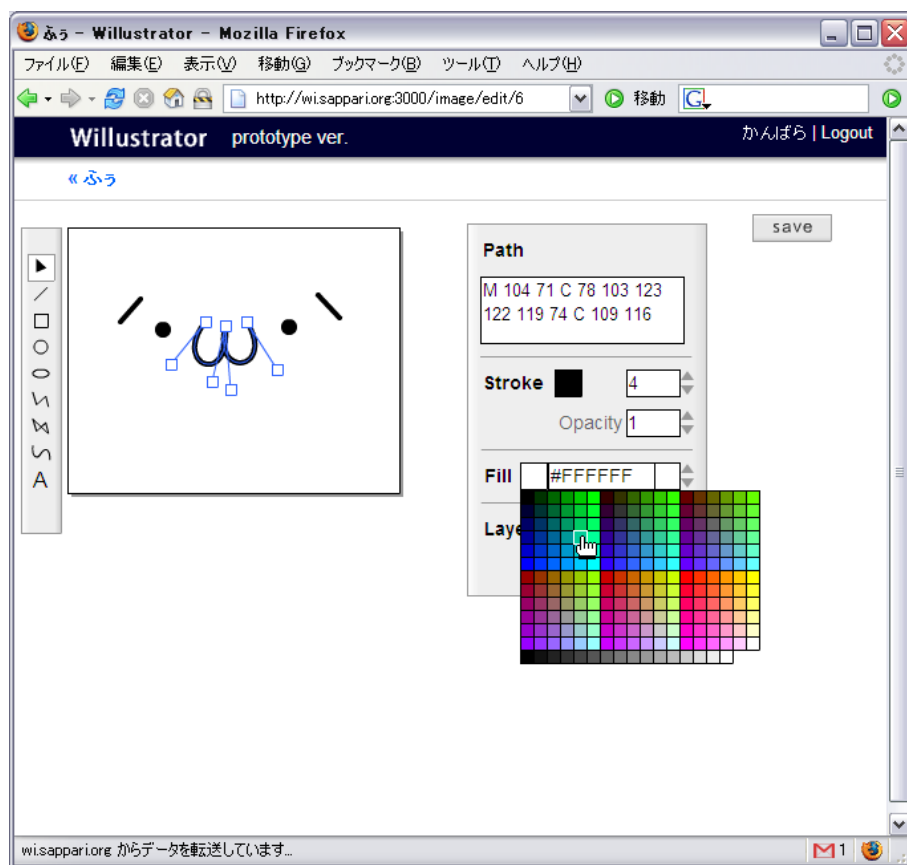 ふぅ - Willustrator - Mozilla Firefox
ファイル(F) 編集(E) 表示(V) 移動(G) ブックマーク(B) ツール(T) ヘルプ(H)
http://wi.sappari.org:3000/image/edit/6 移動 G
Willustrator prototype ver. かんばら | Logout
« ふぅ
save
Path
M 104 71 C 78 103 123
122 119 74 C 109 116
Stroke 4
Opacity 1
Fill #FFFFFF
Laye
A
wi.sappari.org からデータを転送しています... 1